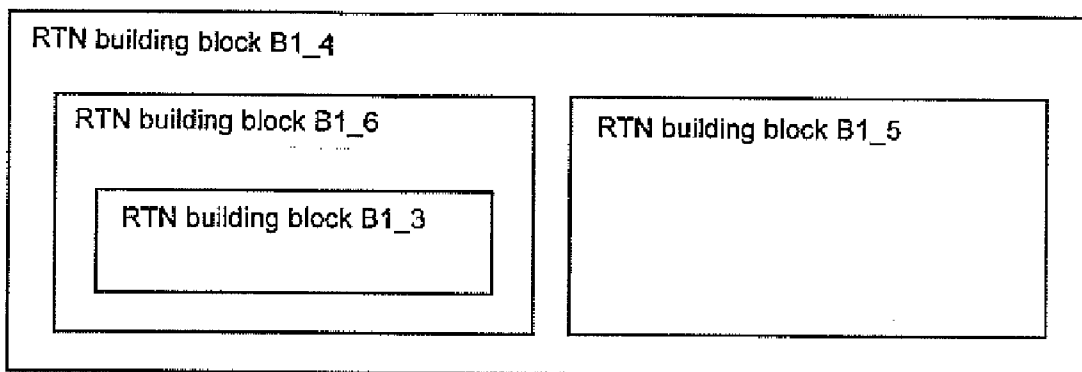 RTN building block B1_4
RTN building block B1_6
RTN building block B1_5
RTN building block B1_3